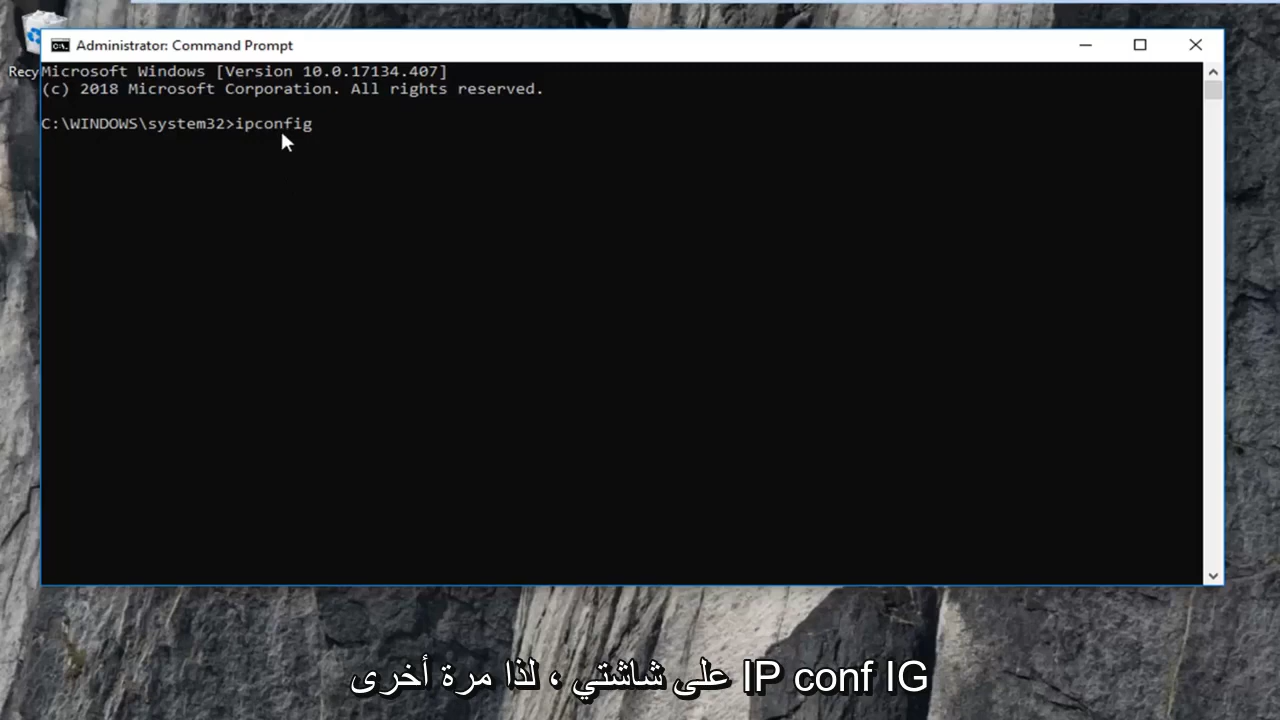 Administrator: Command Prompt
Recy
Microsoft Windows [Version 10.0.17134.407]
(c) 2018 Microsoft Corporation. All rights reserved.
C:\WINDOWS\system32>ipconfig
IP conf IG على شاشتي ، لذا مرة أخرى